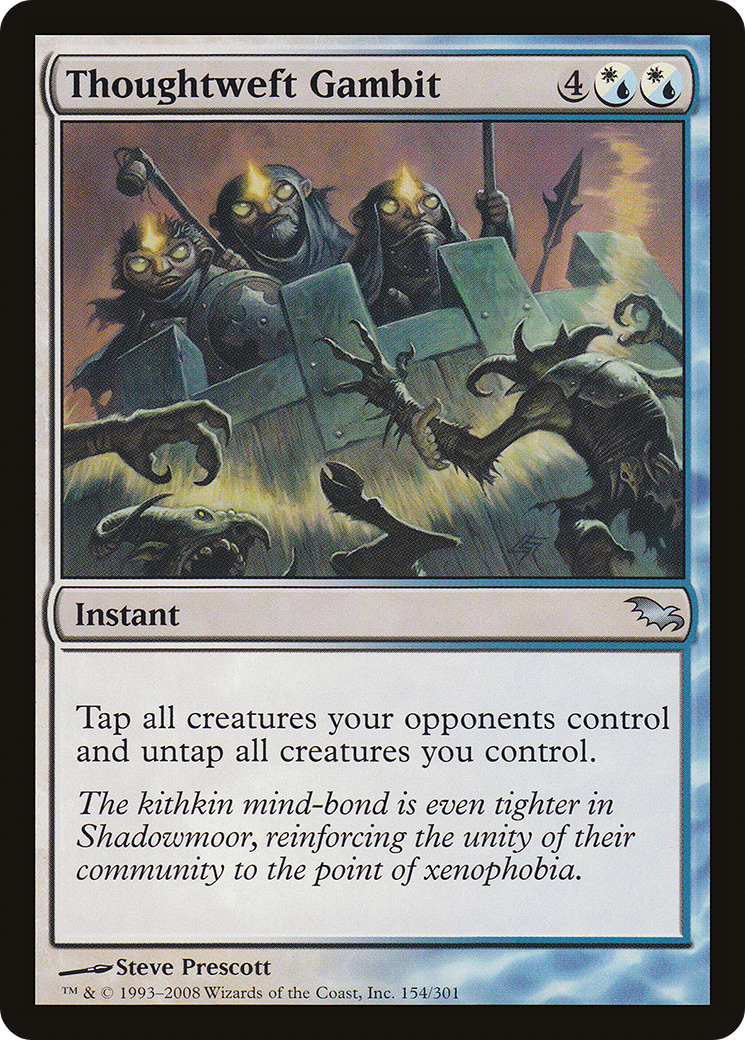 Thoughtweft Gambit 4
Instant
Tap all creatures your opponents control
and untap all creatures you control.
The kithkin mind-bond is even tighter in
Shadowmoor, reinforcing the unity of their
community to the point of xenophobia.
Steve Prescott
™ & © 1993–2008 Wizards of the Coast, Inc. 154/301